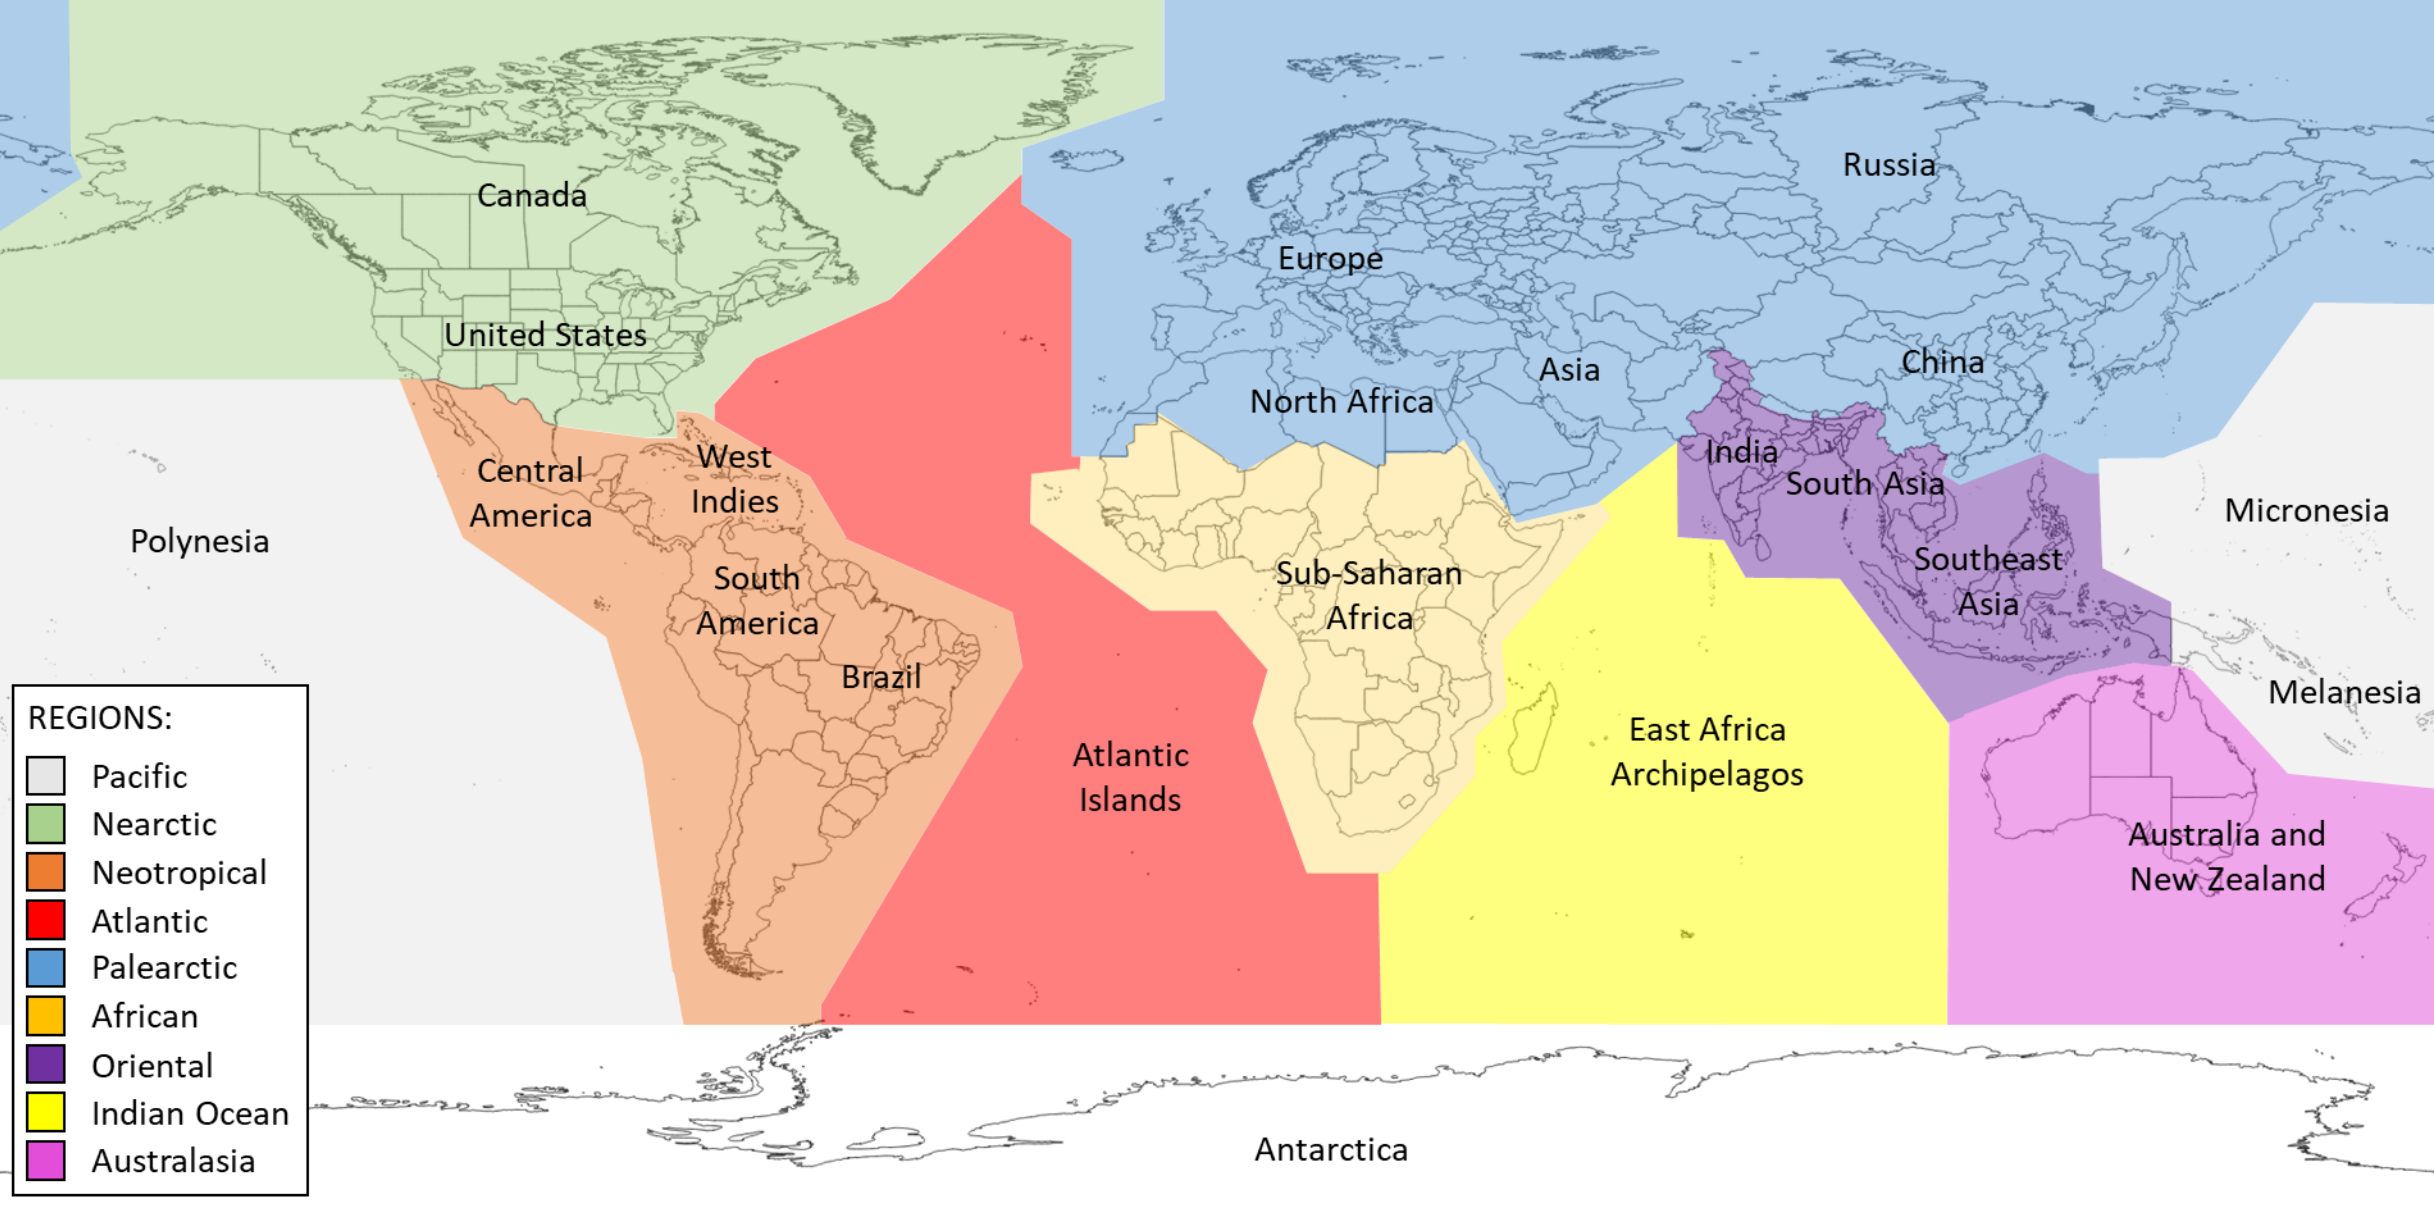 Canada
Russia
Europe
United States
Asia
China
North Africa
India
South Asia
West
Indies
Central
America
Polynesia
Micronesia
South
America
Sub-Saharan
Africa
Southeast
Asia
Brazil
Melanesia
Atlantic
Islands
East Africa
Archipelagos
Australia and
New Zealand
Antarctica
REGIONS:
Pacific
Nearctic
Neotropical
Atlantic
Palearctic
African
Oriental
Indian Ocean
Australasia